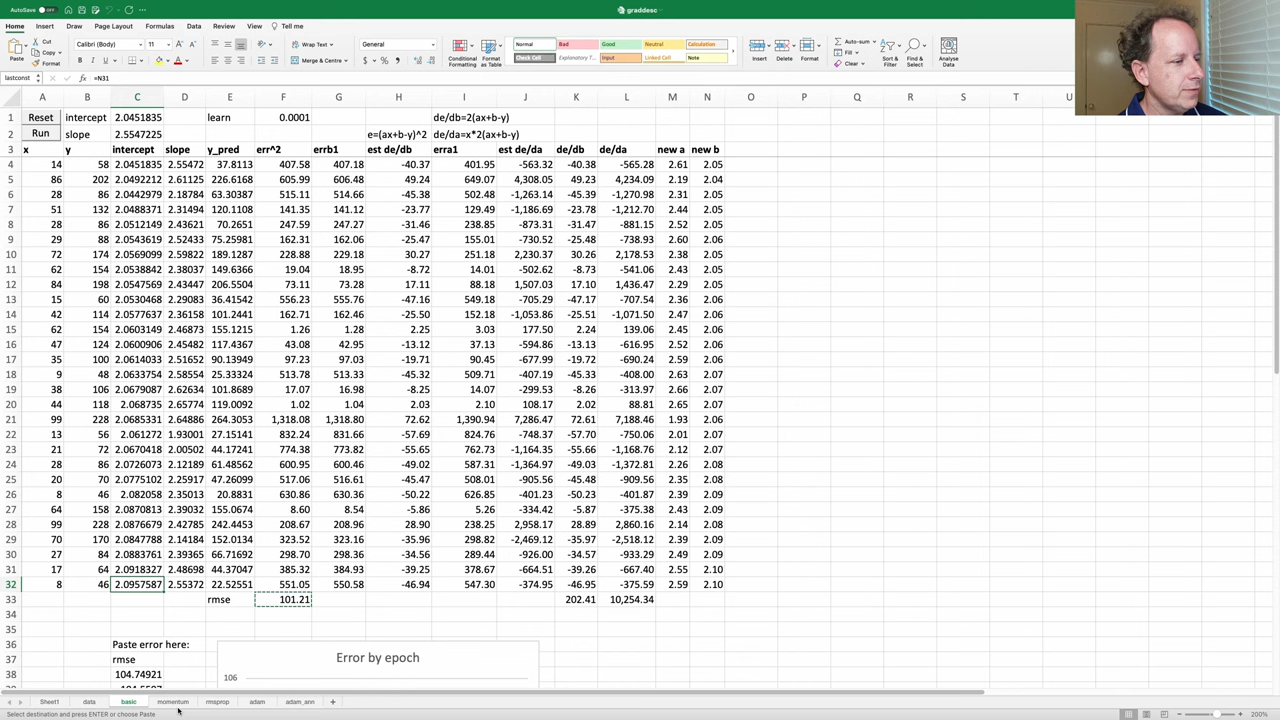 AutoSave OFF graddesc
Home Insert Draw Page Layout Formulas Data Review View Tell me
Paste Cut Copy Format Calibri (Body) 11 Wrap Text Merge & Centre General Conditional Formatting Format as Table Normal Bad Good Neutral Calculation Check Cell Explanatory T... Input Linked Cell Note Insert Delete Format Auto-sum Fill Clear Sort & Filter Find & Select Analyse Data
lastconst fx =N31
A B C D E F G H I J K L M N O P Q R S T U
1 Reset intercept 2.0451835 learn 0.0001 de/db=2(ax+b-y)
2 Run slope 2.5547225 e=(ax+b-y)^2 de/da=x*2(ax+b-y)
3 x y intercept slope y_pred err^2 errb1 est de/db erra1 est de/da de/db de/da new a new b
4 14 58 2.0451835 2.55472 37.8113 407.58 407.18 -40.37 401.95 -563.32 -40.38 -565.28 2.61 2.05
5 86 202 2.0492212 2.61125 226.6168 605.99 606.48 49.24 649.07 4,308.05 49.23 4,234.09 2.19 2.04
6 28 86 2.0442979 2.18784 63.30387 515.11 514.66 -45.38 502.48 -1,263.14 -45.39 -1,270.98 2.31 2.05
7 51 132 2.0488371 2.31494 120.1108 141.35 141.12 -23.77 129.49 -1,186.69 -23.78 -1,212.70 2.44 2.05
8 28 86 2.0512149 2.43621 70.2651 247.59 247.27 -31.46 238.85 -873.31 -31.47 -881.15 2.52 2.05
9 29 88 2.0543619 2.52433 75.25981 162.31 162.06 -25.47 155.01 -730.52 -25.48 -738.93 2.60 2.06
10 72 174 2.0569099 2.59822 189.1287 228.88 229.18 30.27 251.18 2,230.37 30.26 2,178.53 2.38 2.05
11 62 154 2.0538842 2.38037 149.6366 19.04 18.95 -8.72 14.01 -502.62 -8.73 -541.06 2.43 2.05
12 84 198 2.0547569 2.43447 206.5504 73.11 73.28 17.11 88.18 1,507.03 17.10 1,436.47 2.29 2.05
13 15 60 2.0530468 2.29083 36.41542 556.23 555.76 -47.16 549.18 -705.29 -47.17 -707.54 2.36 2.06
14 42 114 2.0577637 2.36158 101.2441 162.71 162.46 -25.50 152.18 -1,053.86 -25.51 -1,071.50 2.47 2.06
15 62 154 2.0603149 2.46873 155.1215 1.26 1.28 2.25 3.03 177.50 2.24 139.06 2.45 2.06
16 47 124 2.0600906 2.45482 117.4367 43.08 42.95 -13.12 37.13 -594.86 -13.13 -616.95 2.52 2.06
17 35 100 2.0614033 2.51652 90.13949 97.23 97.03 -19.71 90.45 -677.99 -19.72 -690.24 2.59 2.06
18 9 48 2.0633754 2.58554 25.33324 513.78 513.33 -45.32 509.71 -407.19 -45.33 -408.00 2.63 2.07
19 38 106 2.0679087 2.62634 101.8689 17.07 16.98 -8.25 14.07 -299.53 -8.26 -313.97 2.66 2.07
20 44 118 2.068735 2.65774 119.0092 1.02 1.04 2.03 2.10 108.17 2.02 88.81 2.65 2.07
21 99 228 2.0685331 2.64886 264.3053 1,318.08 1,318.80 72.62 1,390.94 7,286.47 72.61 7,188.46 1.93 2.06
22 13 56 2.061272 1.93001 27.15141 832.24 831.66 -57.69 824.76 -748.37 -57.70 -750.06 2.01 2.07
23 21 72 2.0670418 2.00502 44.17241 774.38 773.82 -55.65 762.73 -1,164.35 -55.66 -1,168.76 2.12 2.07
24 28 86 2.0726073 2.12189 61.48562 600.95 600.46 -49.02 587.31 -1,364.97 -49.03 -1,372.81 2.26 2.08
25 20 70 2.0775102 2.25918 47.26099 517.06 516.61 -45.47 508.01 -905.56 -45.48 -909.56 2.35 2.08
26 8 46 2.082058 2.35013 20.8831 630.86 630.36 -50.22 626.85 -401.23 -50.23 -401.87 2.39 2.09
27 64 158 2.0870813 2.39032 155.0674 8.60 8.54 -5.86 5.26 -334.42 -5.87 -375.38 2.43 2.09
28 99 228 2.0876679 2.42785 242.4453 208.67 208.96 28.90 238.25 2,958.17 28.89 2,860.16 2.14 2.08
29 70 170 2.0847788 2.14184 152.0134 323.52 323.16 -35.96 298.82 -2,469.12 -35.97 -2,518.12 2.39 2.09
30 27 84 2.0883761 2.39365 66.71692 298.70 298.36 -34.56 289.44 -926.00 -34.57 -933.29 2.49 2.09
31 17 64 2.0918327 2.48698 44.37047 385.32 384.93 -39.25 378.67 -664.51 -39.26 -667.40 2.55 2.10
32 8 46 2.0957587 2.55372 22.52551 551.05 550.58 -46.94 547.30 -374.95 -46.95 -375.59 2.59 2.10
33 rmse 101.21 202.41 10,254.34
34
35
36 Paste error here:
37 rmse Error by epoch
38 104.74921 106
Sheet1 data basic momentum rmsprop adam adam_ann +
Select destination and press ENTER or choose Paste 200%